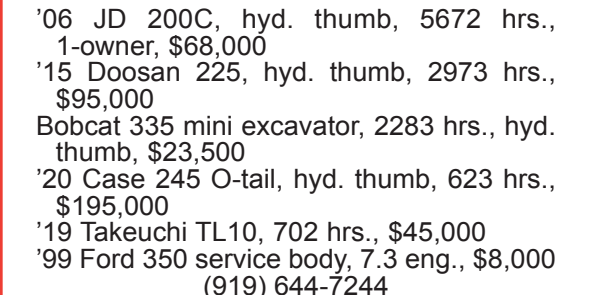 ’06 JD 200C, hyd. thumb, 5672 hrs.,
1-owner, $68,000
’15 Doosan 225, hyd. thumb, 2973 hrs.,
$95,000
Bobcat 335 mini excavator, 2283 hrs., hyd.
thumb, $23,500
’20 Case 245 O-tail, hyd. thumb, 623 hrs.,
$195,000
’19 Takeuchi TL10, 702 hrs., $45,000
’99 Ford 350 service body, 7.3 eng., $8,000
(919) 644-7244